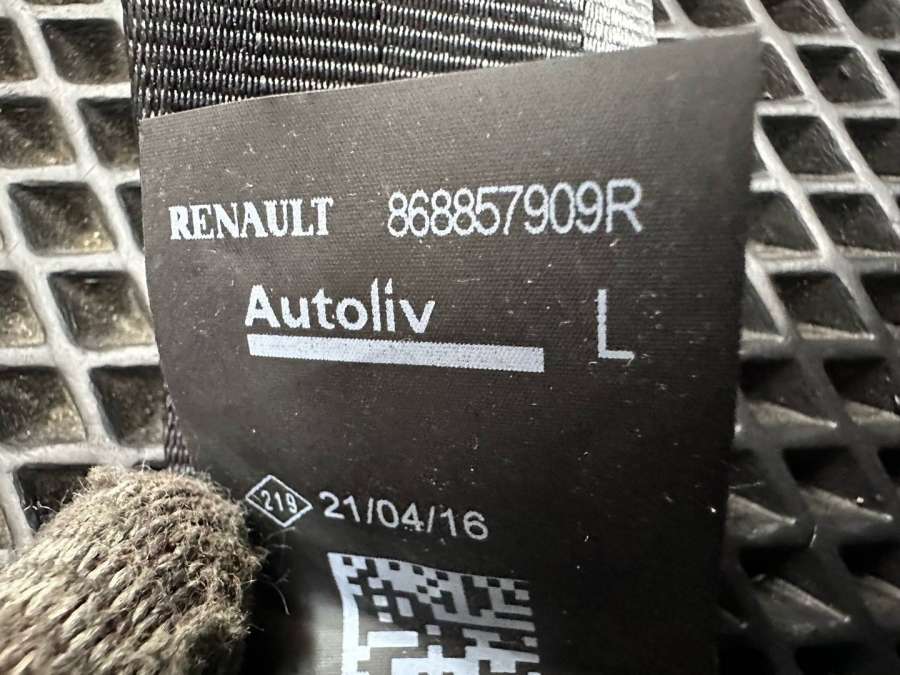 RENAULT 868857909R
Autoliv L
219 21/04/16